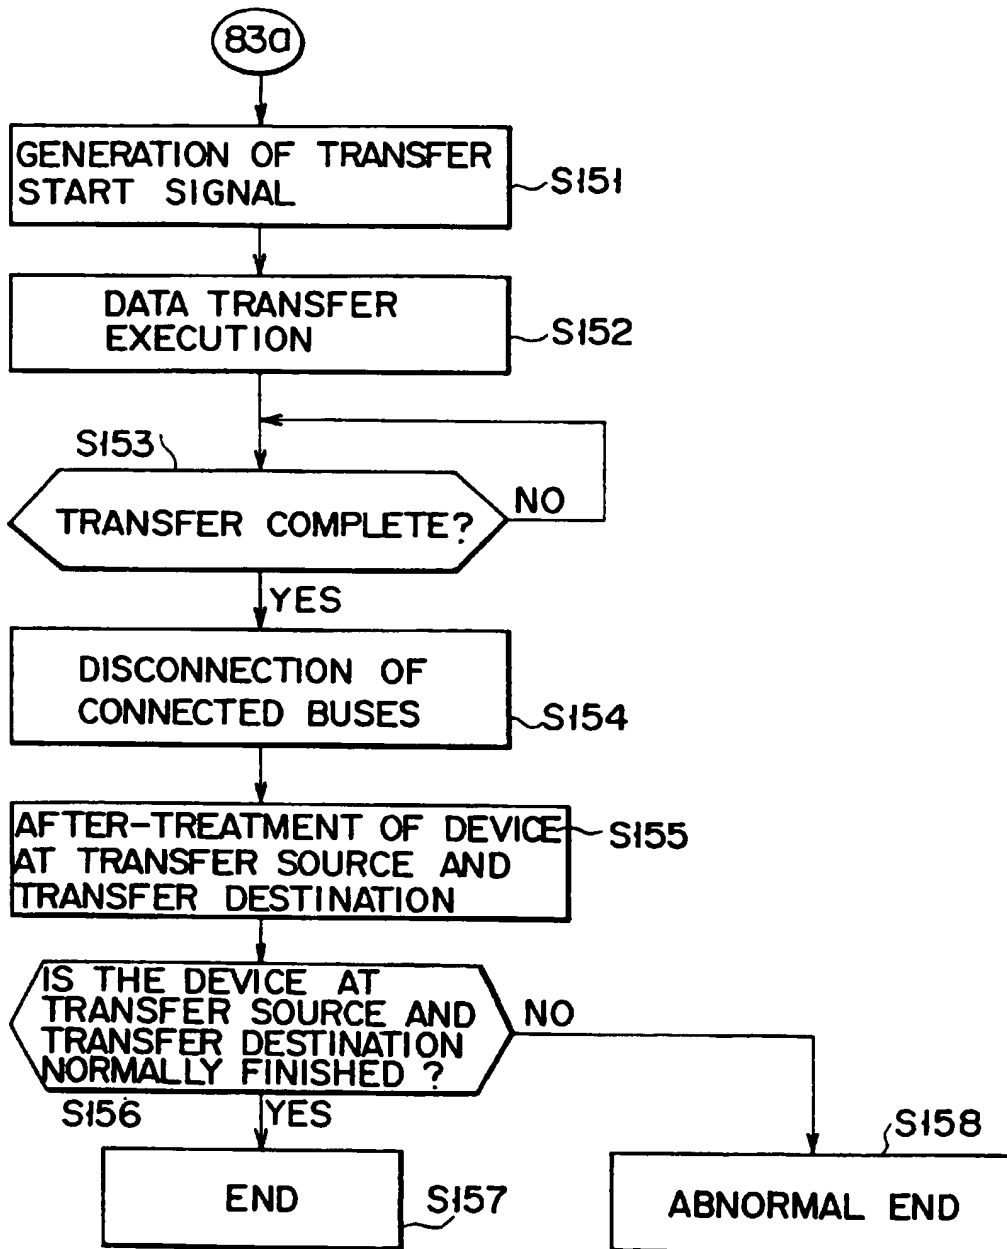 83a
GENERATION OF TRANSFER
START SIGNAL
S151
DATA TRANSFER
EXECUTION
S152
S153
TRANSFER COMPLETE?
NO
YES
DISCONNECTION OF
CONNECTED BUSES
S154
AFTER-TREATMENT OF DEVICE
AT TRANSFER SOURCE AND
TRANSFER DESTINATION
S155
IS THE DEVICE AT
TRANSFER SOURCE AND
TRANSFER DESTINATION
NORMALLY FINISHED ?
NO
S156
YES
END
S157
S158
ABNORMAL END